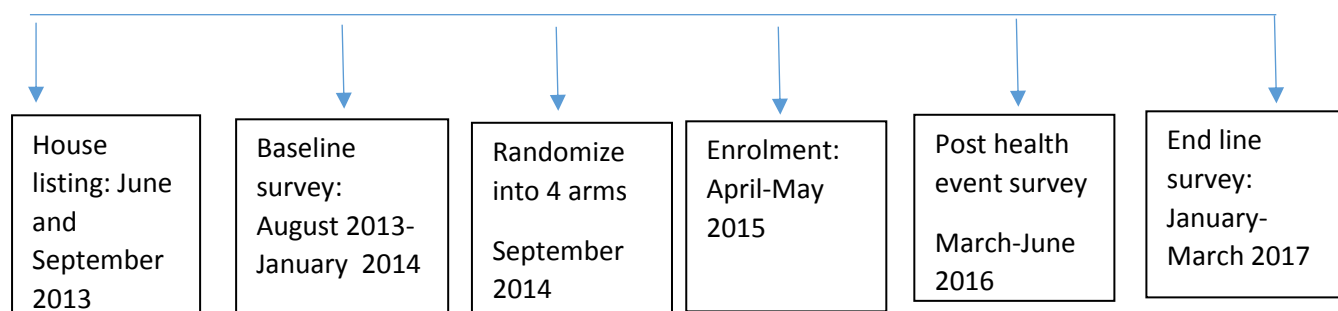 House
listing: June
and
September
2013
Baseline
survey:
August 2013-
January 2014
Randomize
into 4 arms
September
2014
Enrolment:
April-May
2015
Post health
event survey
March-June
2016
End line
survey:
January-
March 2017